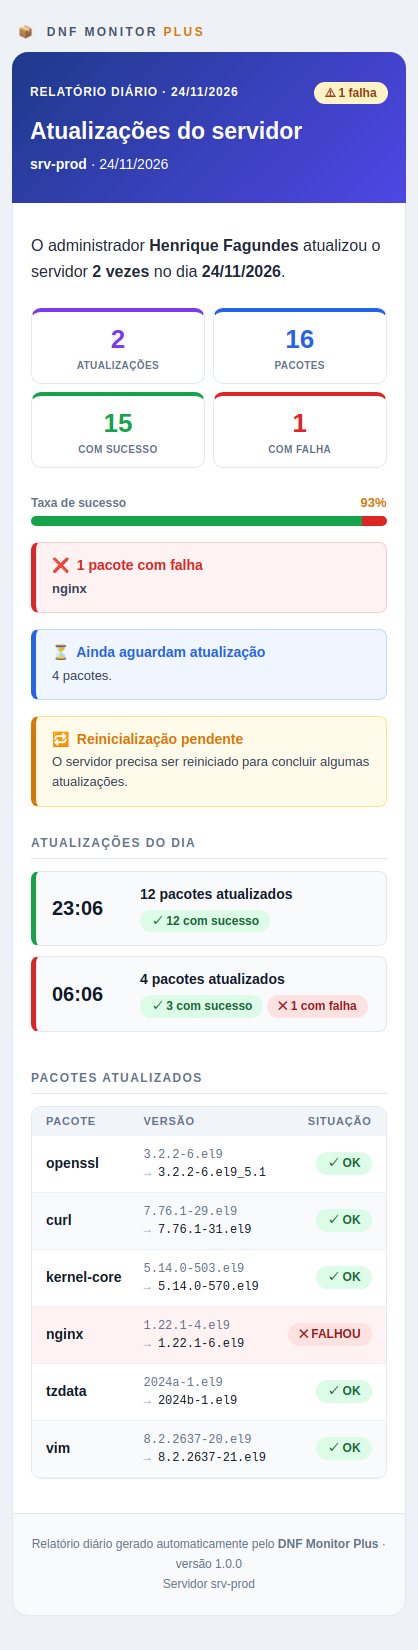 📦 DNF MONITOR PLUS
RELATÓRIO DIÁRIO · 24/11/2026
⚠ 1 falha
Atualizações do servidor
srv-prod · 24/11/2026
O administrador Henrique Fagundes atualizou o
servidor 2 vezes no dia 24/11/2026.
2
ATUALIZAÇÕES
16
PACOTES
15
COM SUCESSO
1
COM FALHA
Taxa de sucesso
93%
❌ 1 pacote com falha
nginx
⏳ Ainda aguardam atualização
4 pacotes.
🔁 Reinicialização pendente
O servidor precisa ser reiniciado para concluir algumas
atualizações.
ATUALIZAÇÕES DO DIA
23:06
12 pacotes atualizados
✓ 12 com sucesso
06:06
4 pacotes atualizados
✓ 3 com sucesso
✕ 1 com falha
PACOTES ATUALIZADOS
PACOTE VERSÃO SITUAÇÃO
openssl
3.2.2-6.el9
→ 3.2.2-6.el9_5.1
✓ OK
curl
7.76.1-29.el9
→ 7.76.1-31.el9
✓ OK
kernel-core
5.14.0-503.el9
→ 5.14.0-570.el9
✓ OK
nginx
1.22.1-4.el9
→ 1.22.1-6.el9
✕ FALHOU
tzdata
2024a-1.el9
→ 2024b-1.el9
✓ OK
vim
8.2.2637-20.el9
→ 8.2.2637-21.el9
✓ OK
Relatório diário gerado automaticamente pelo DNF Monitor Plus ·
versão 1.0.0
Servidor srv-prod